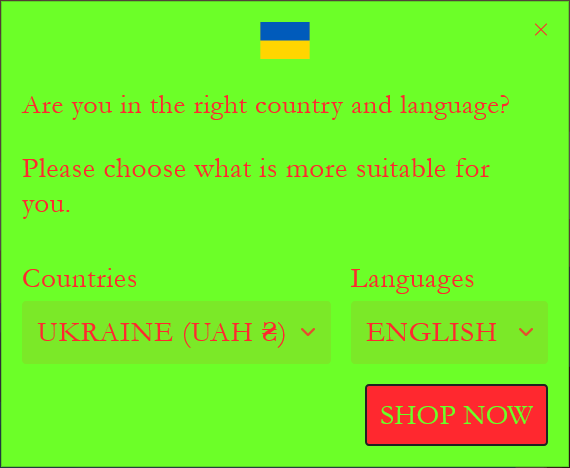 Are you in the right country and language?
Please choose what is more suitable for
you.
Countries
Languages
UKRAINE (UAH ₴)
ENGLISH
SHOP NOW